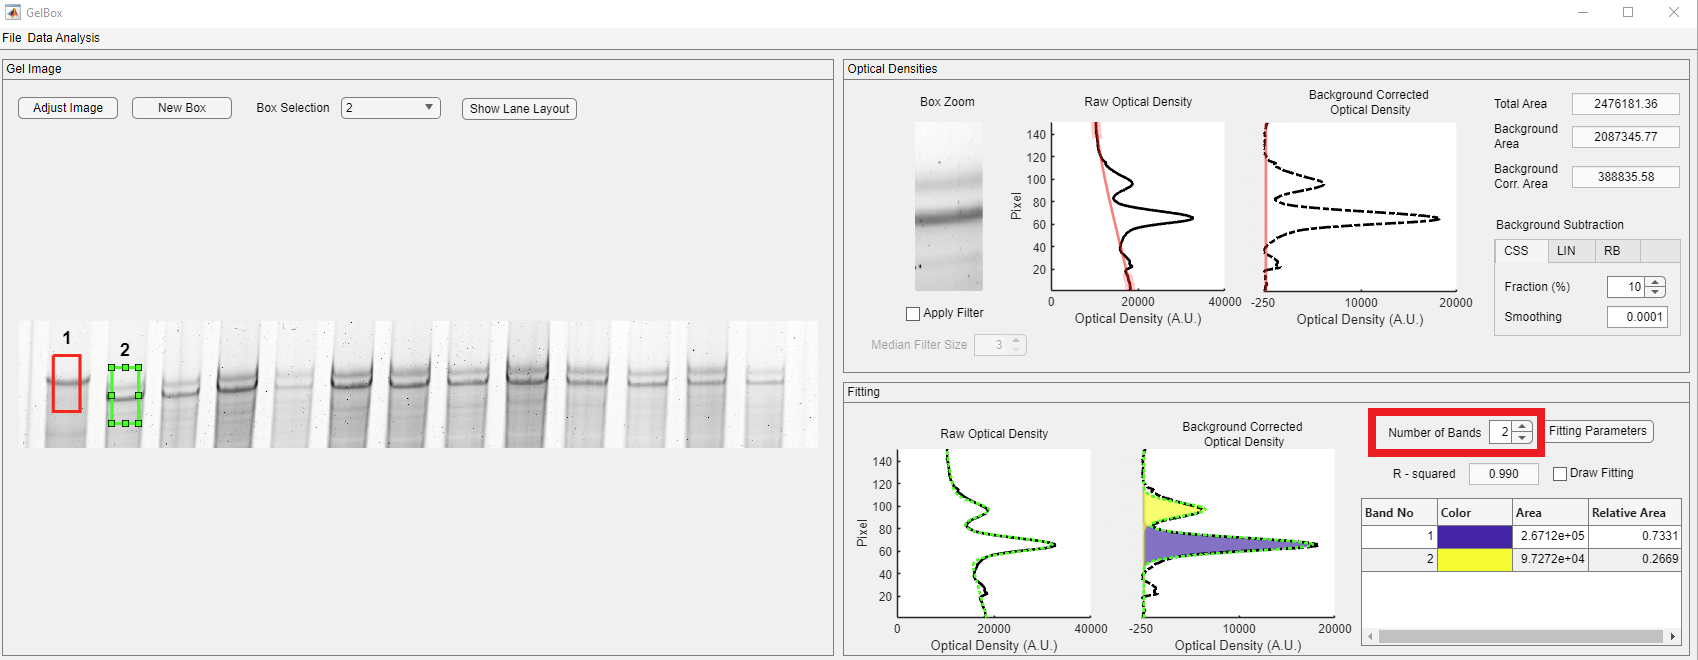 GelBox
File Data Analysis
Gel Image
Adjust Image
New Box
Box Selection
2
Show Lane Layout
1
2
Optical Densities
Box Zoom
Apply Filter
Median Filter Size
3
Raw Optical Density
Pixel
140
120
100
80
60
40
20
0
20000
40000
Optical Density (A.U.)
Background Corrected
Optical Density
-250
10000
20000
Optical Density (A.U.)
Total Area
2476181.36
Background
Area
2087345.77
Background
Corr. Area
388835.58
Background Subtraction
CSS LIN RB
Fraction (%)
10
Smoothing
0.0001
Fitting
Raw Optical Density
Pixel
140
120
100
80
60
40
20
0
20000
40000
Optical Density (A.U.)
Background Corrected
Optical Density
-250
10000
20000
Optical Density (A.U.)
Number of Bands
2
Fitting Parameters
R - squared
0.990
Draw Fitting
Band No Color Area Relative Area
1 2.6712e+05 0.7331
2 9.7272e+04 0.2669